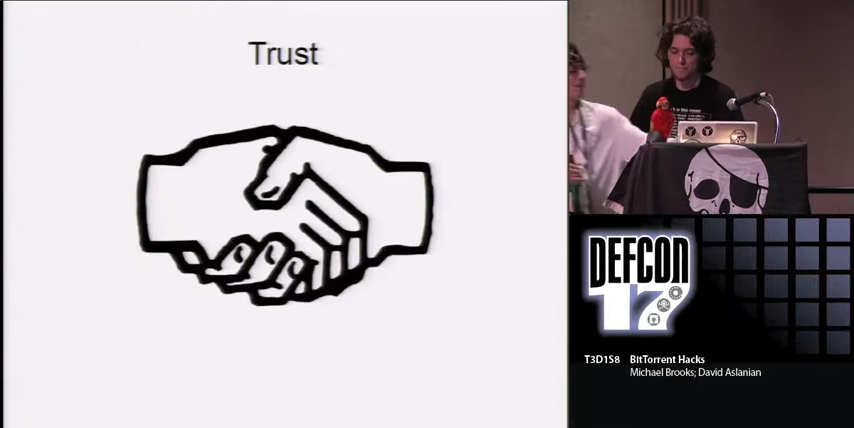 Trust
DEFCON
17
T3D1S8 BitTorrent Hacks
Michael Brooks; David Aslanian